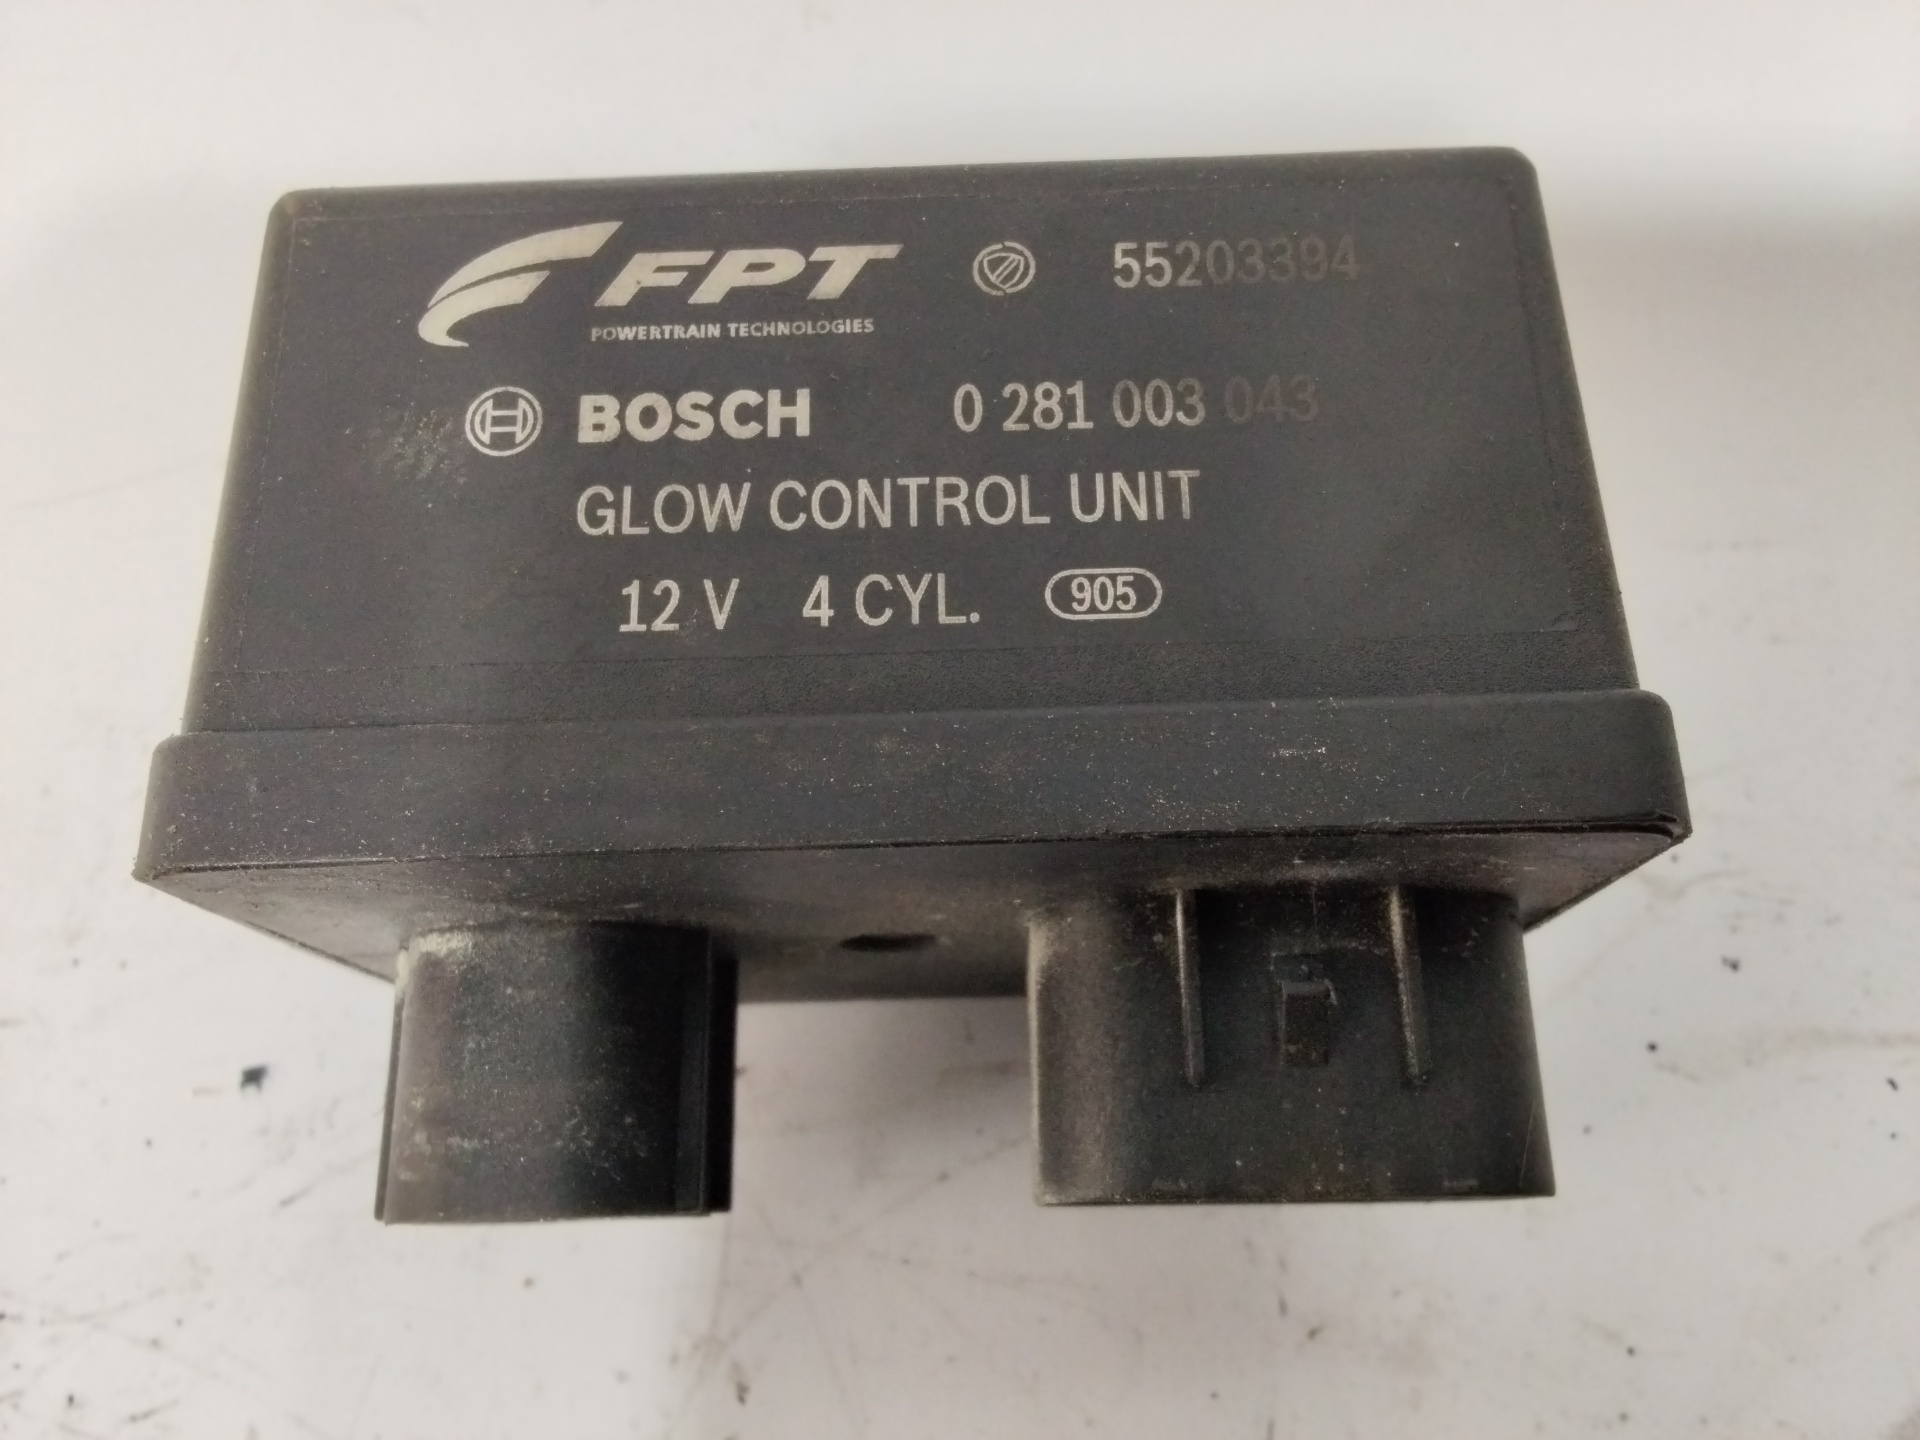 FPT 55203394
POWERTRAIN TECHNOLOGIES
BOSCH 0 281 003 043
GLOW CONTROL UNIT
12 V 4 CYL. 905